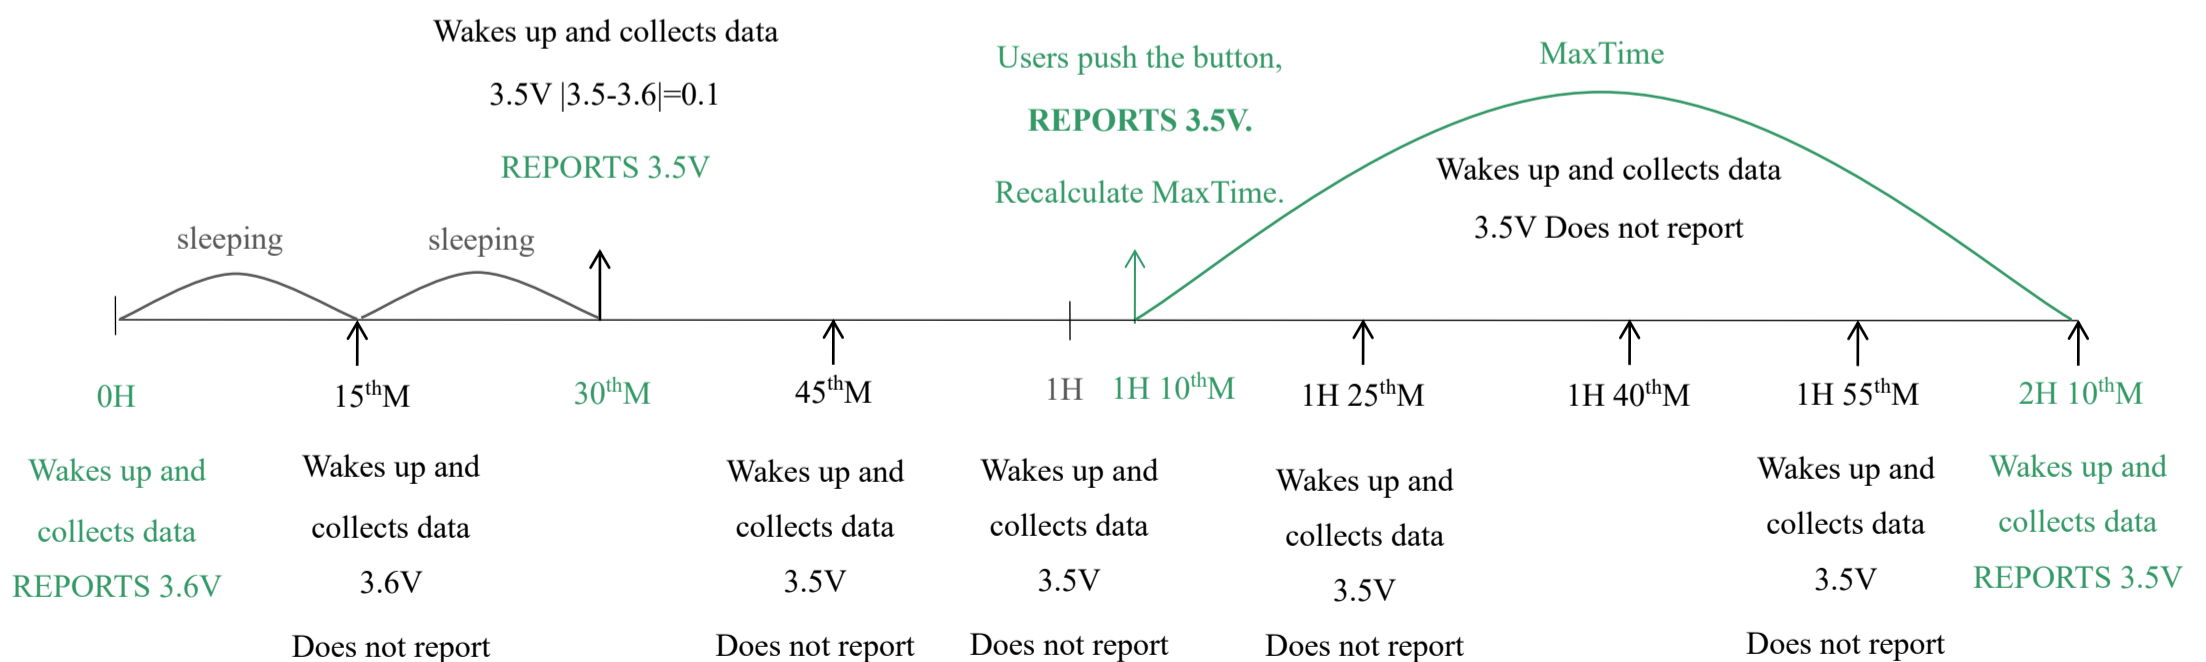 Wakes up and collects data
3.5V |3.5-3.6|=0.1
REPORTS 3.5V
Users push the button,
REPORTS 3.5V.
Recalculate MaxTime.
MaxTime
Wakes up and collects data
3.5V Does not report
sleeping
sleeping
0H
15thM
30thM
45thM
1H
1H 10thM
1H 25thM
1H 40thM
1H 55thM
2H 10thM
Wakes up and
collects data
REPORTS 3.6V
Wakes up and
collects data
3.6V
Does not report
Wakes up and
collects data
3.5V
Does not report
Wakes up and
collects data
3.5V
Does not report
Wakes up and
collects data
3.5V
Does not report
Wakes up and
collects data
3.5V
Does not report
Wakes up and
collects data
REPORTS 3.5V